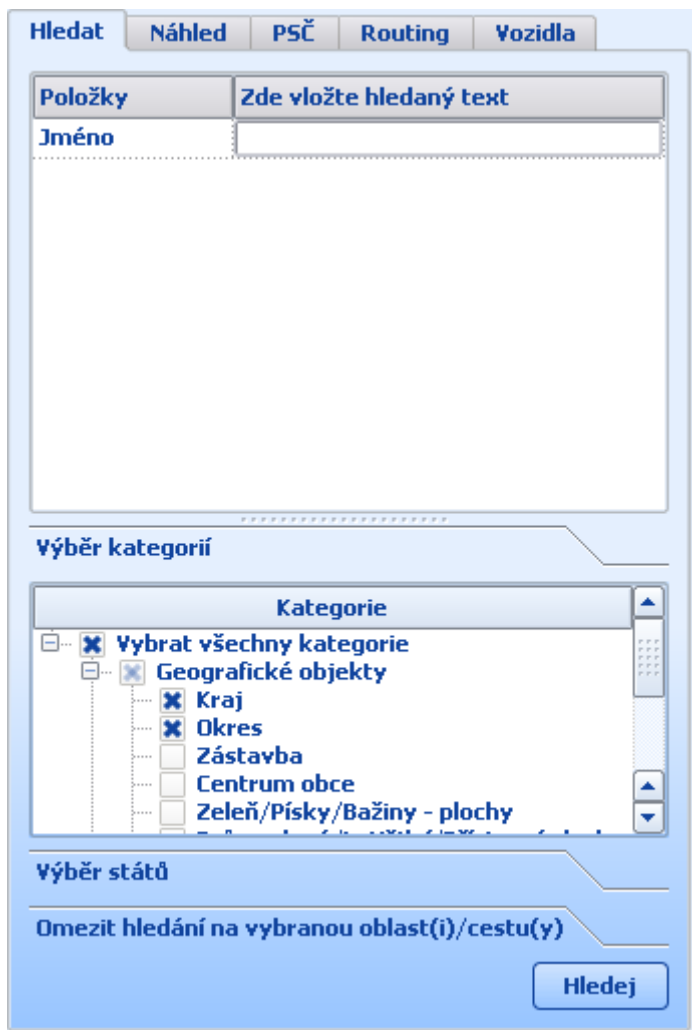 Hledat Náhled PSČ Routing Vozidla
Položky Zde vložte hledaný text
Jméno
Výběr kategorií
Kategorie
Vybrat všechny kategorie
Geografické objekty
Kraj
Okres
Zástavba
Centrum obce
Zeleň/Písky/Bažiny - plochy
Výběr států
Omezit hledání na vybranou oblast(i)/cestu(y)
Hledej